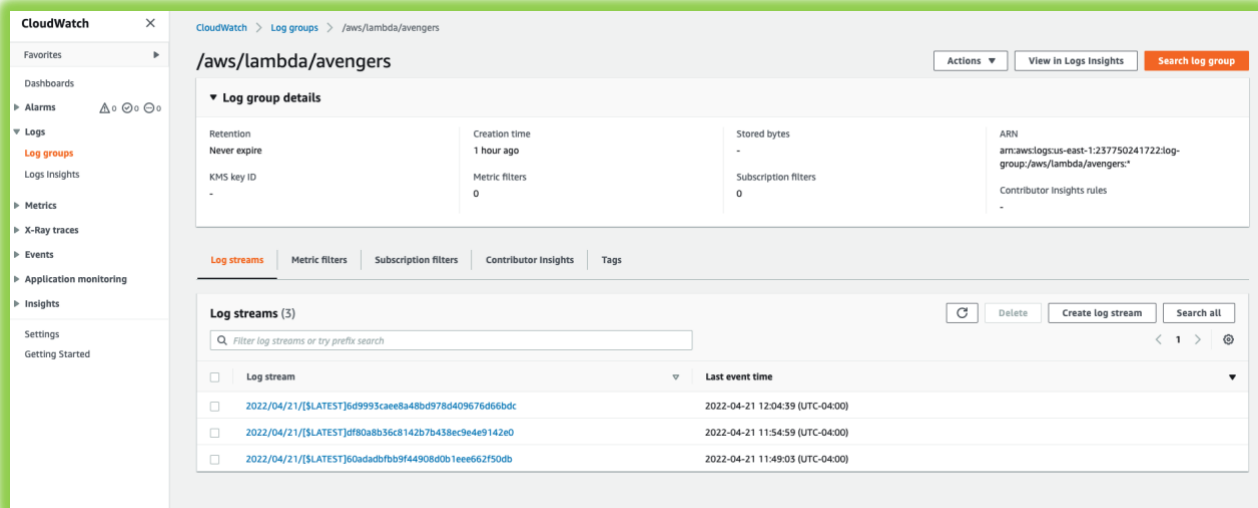 CloudWatch
Favorites
Dashboards
Alarms 0 0 0
Logs
Log groups
Logs Insights
Metrics
X-Ray traces
Events
Application monitoring
Insights
Settings
Getting Started
CloudWatch > Log groups > /aws/lambda/avengers
/aws/lambda/avengers
Actions View in Logs Insights Search log group
Log group details
Retention
Never expire
KMS key ID
-
Creation time
1 hour ago
Metric filters
0
Stored bytes
-
Subscription filters
0
ARN
arn:aws:logs:us-east-1:237750241722:log-
group:/aws/lambda/avengers:*
Contributor Insights rules
-
Log streams Metric filters Subscription filters Contributor Insights Tags
Log streams (3) Delete Create log stream Search all
Filter log streams or try prefix search < 1 >
Log stream Last event time
2022/04/21/[$LATEST]6d9993caee8a48bd978d409676d66bdc 2022-04-21 12:04:39 (UTC-04:00)
2022/04/21/[$LATEST]df80a8b36c8142b7b438ec9e4e9142e0 2022-04-21 11:54:59 (UTC-04:00)
2022/04/21/[$LATEST]60adadbfbb9f44908d0b1eee662f50db 2022-04-21 11:49:03 (UTC-04:00)